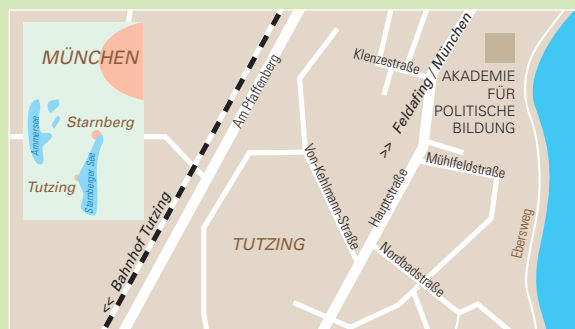 MÜNCHEN
Starnberg
Ammersee
Starnberger See
Tutzing
Am Pfaffenberg
<< Bahnhof Tutzing
Klenzestraße
>> Feldafing / München
AKADEMIE
FÜR
POLITISCHE
BILDUNG
Von-Kehlmann-Straße
Mühlfeldstraße
Hauptstraße
TUTZING
Nordbadstraße
Ebersweg